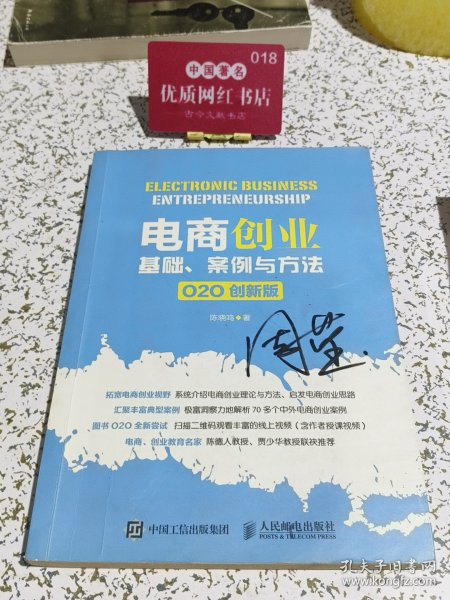 018
中国著名
优质网红书店
古今文献书店
ELECTRONIC BUSINESS
ENTREPRENEURSHIP
电商创业
基础、案例与方法
O2O 创新版
陈晓鸣 著
拓宽电商创业视野 系统介绍电商创业理论与方法、启发电商创业思路
汇聚丰富典型案例 极富洞察力地解析 70 多个中外电商创业案例
图书 O2O 全新尝试 扫描二维码观看丰富的线上视频（含作者授课视频）
电商、创业教育名家 陈德人教授、贾少华教授联袂推荐
中国工信出版集团
人民邮电出版社
POSTS & TELECOM PRESS
孔夫子旧书网
www.kongfz.com